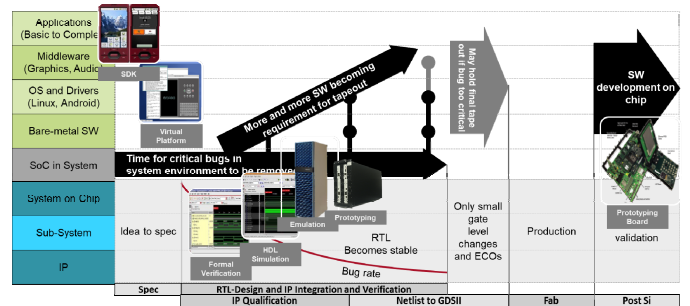 Applications
(Basic to Comple
Middleware
(Graphics, Audio
OS and Drivers
(Linux, Android)
Bare-metal SW
SoC in System
System on Chip
Sub-System
IP
SDK
Virtual
Platform
More and more SW becoming
requirement for tapeout
May hold final tape
out if bug too critical
SW
development on
chip
Time for critical bugs in
system environment to be removed
Idea to spec
Formal
Verification
HDL
Simulation
Emulation
Prototyping
RTL
Becomes stable
Bug rate
Only small
gate
level
changes
and ECOs
Production
Prototyping
Board
validation
Spec
RTL-Design and IP Integration and Verification
IP Qualification
Netlist to GDSII
Fab
Post Si